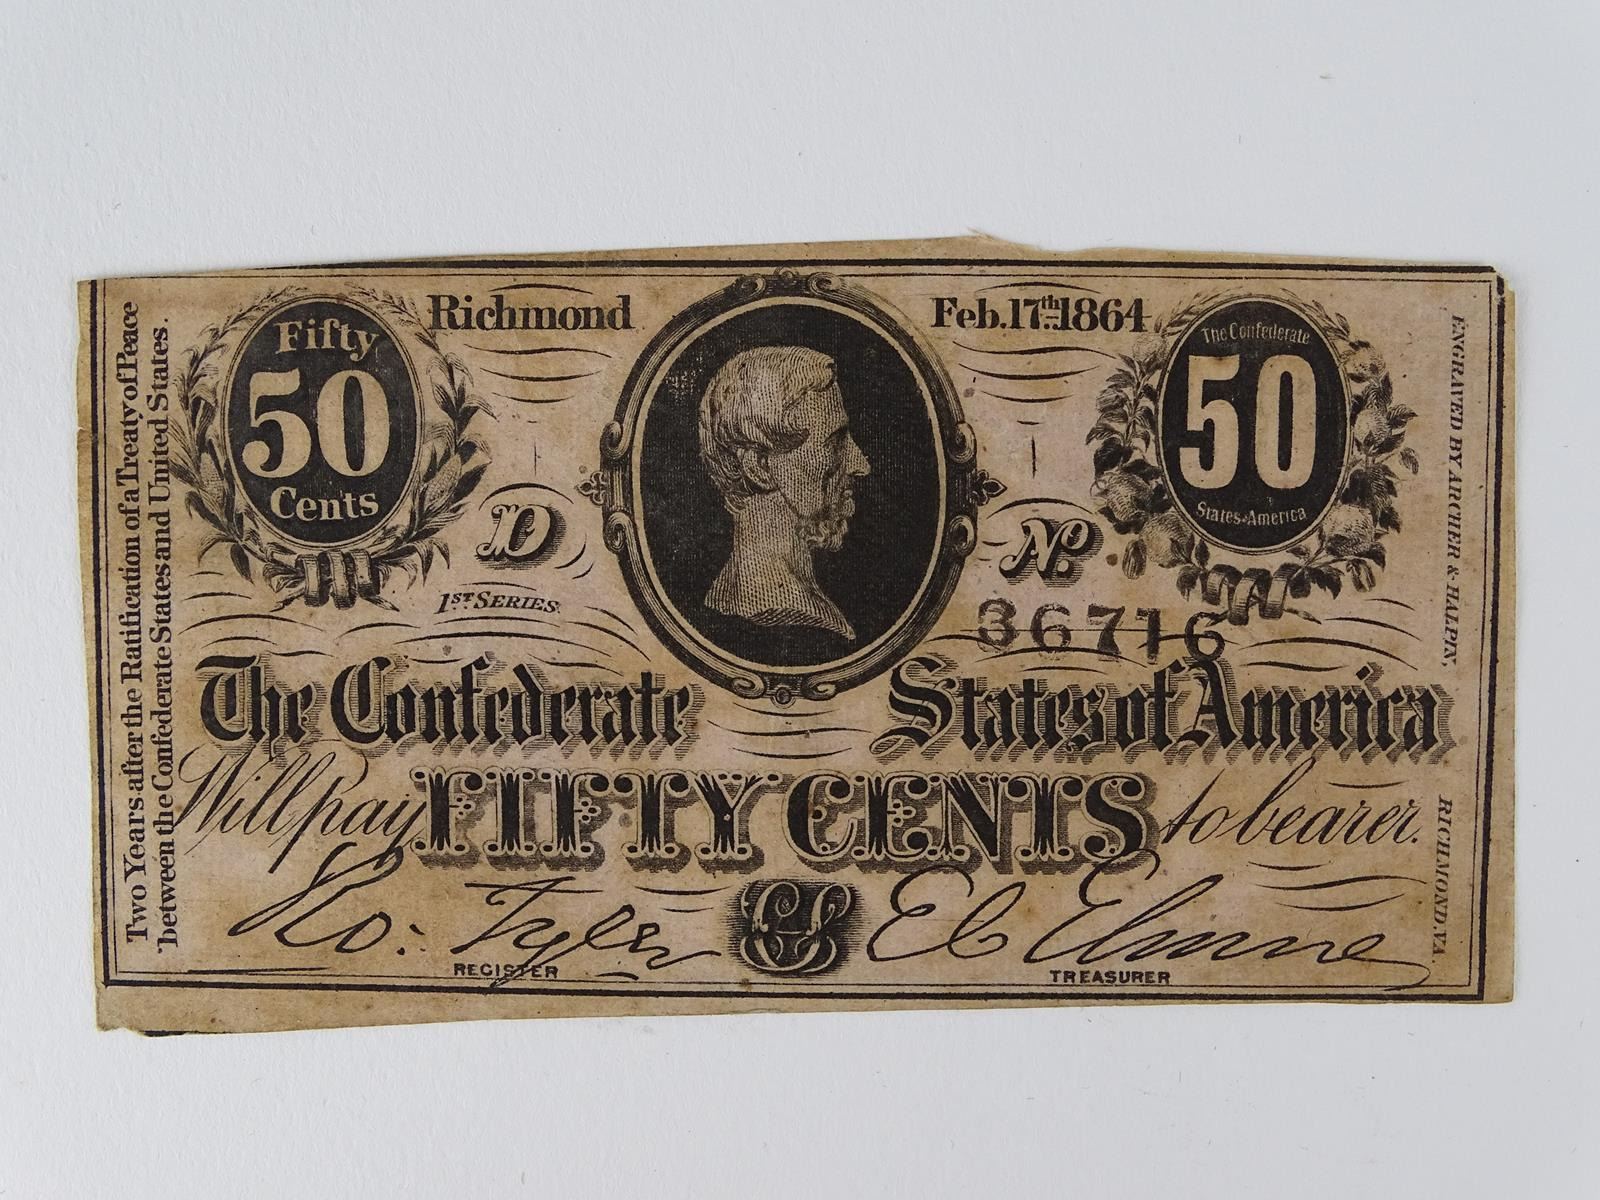 Two Years after the Ratification of a Treaty of Peace
between the Confederate States and United States.
Fifty
50
Cents
Richmond
Feb. 17th 1864
The Confederate
50
States of America
D
1ST SERIES
No
36716
The Confederate States of America
Will pay FIFTY CENTS to bearer.
Ro: Tyler
REGISTER
Eb Elmore
TREASURER
ENGRAVED BY ARCHER & HALPIN,
RICHMOND. VA